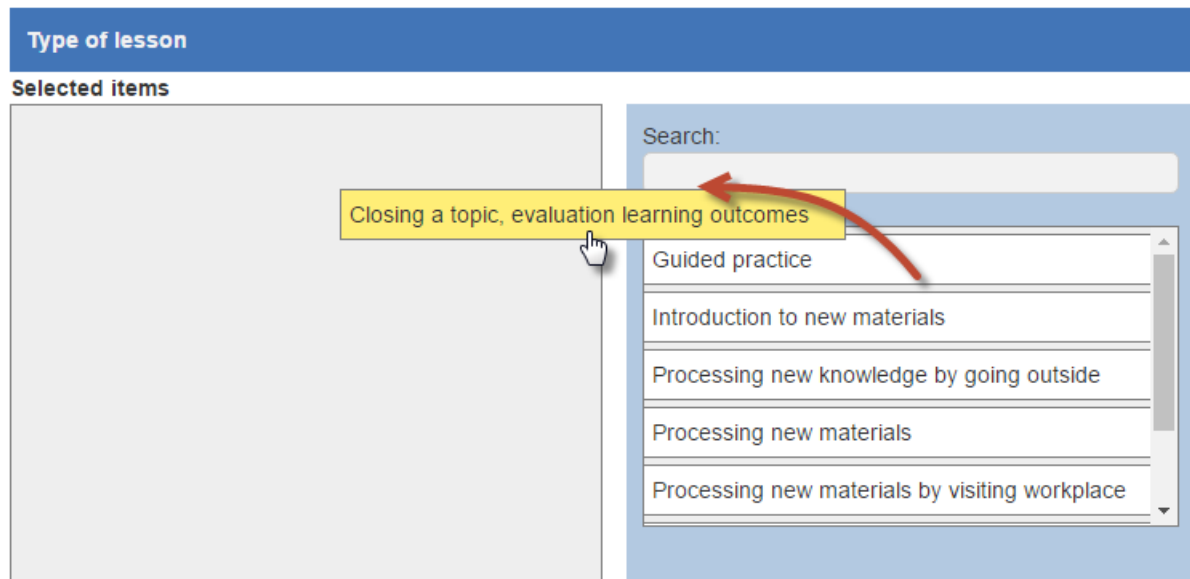 Type of lesson
Selected items
Search:
Closing a topic, evaluation learning outcomes
Guided practice
Introduction to new materials
Processing new knowledge by going outside
Processing new materials
Processing new materials by visiting workplace